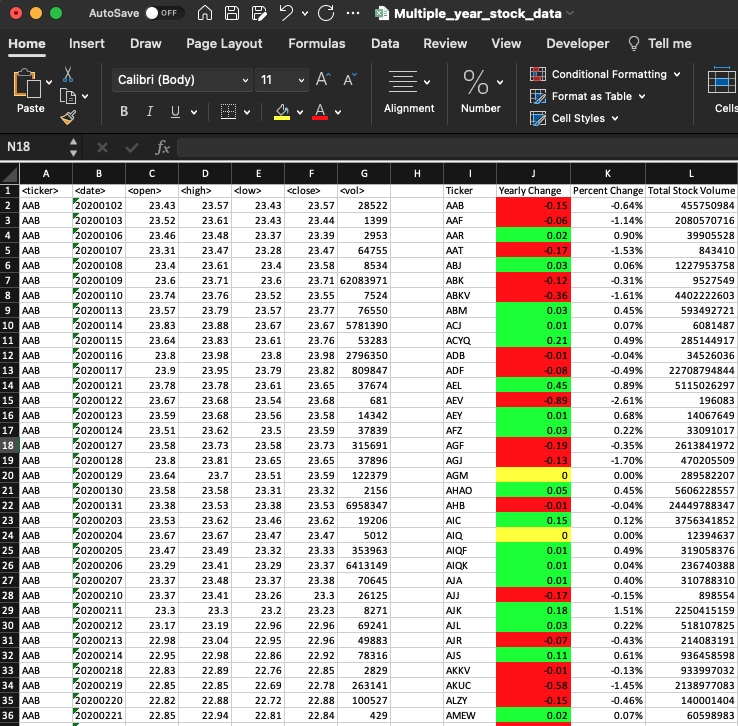 AutoSave OFF ... Multiple_year_stock_data
Home Insert Draw Page Layout Formulas Data Review View Developer Tell me
Paste Calibri (Body) 11 A^ A˅ Alignment % Number Conditional Formatting
Format as Table
B I U A Cell Styles Cells
N18 fx
A B C D E F G H I J K L
1 <ticker> <date> <open> <high> <low> <close> <vol> Ticker Yearly Change Percent Change Total Stock Volume
2 AAB 20200102 23.43 23.57 23.43 23.57 28522 AAB -0.15 -0.64% 455750984
3 AAB 20200103 23.52 23.61 23.43 23.44 1399 AAF -0.06 -1.14% 2080570716
4 AAB 20200106 23.46 23.48 23.37 23.39 2953 AAR 0.02 0.90% 39905528
5 AAB 20200107 23.31 23.47 23.28 23.47 64755 AAT -0.17 -1.53% 843410
6 AAB 20200108 23.4 23.61 23.4 23.58 8534 ABJ 0.03 0.06% 1227953758
7 AAB 20200109 23.6 23.71 23.6 23.71 62083971 ABK -0.12 -0.31% 9527549
8 AAB 20200110 23.74 23.76 23.52 23.55 7524 ABKV -0.36 -1.61% 4402222603
9 AAB 20200113 23.57 23.79 23.57 23.77 76550 ABM 0.03 0.45% 593492721
10 AAB 20200114 23.83 23.88 23.67 23.67 5781390 ACJ 0.01 0.07% 6081487
11 AAB 20200115 23.64 23.83 23.61 23.76 53283 ACYQ 0.21 0.49% 285144917
12 AAB 20200116 23.8 23.98 23.8 23.98 2796350 ADB -0.01 -0.04% 34526036
13 AAB 20200117 23.9 23.95 23.79 23.82 809847 ADF -0.08 -0.49% 22708794844
14 AAB 20200121 23.78 23.78 23.61 23.65 37674 AEL 0.45 0.89% 5115026297
15 AAB 20200122 23.67 23.68 23.54 23.68 681 AEV -0.89 -2.61% 196083
16 AAB 20200123 23.59 23.68 23.56 23.58 14342 AEY 0.01 0.68% 14067649
17 AAB 20200124 23.51 23.62 23.5 23.59 37839 AFZ 0.03 0.22% 33091017
18 AAB 20200127 23.58 23.73 23.58 23.73 315691 AGF -0.19 -0.35% 2613841972
19 AAB 20200128 23.8 23.81 23.65 23.65 37896 AGJ -0.13 -1.70% 470205509
20 AAB 20200129 23.64 23.7 23.51 23.59 122379 AGM 0 0.00% 289582207
21 AAB 20200130 23.58 23.58 23.31 23.32 2156 AHAO 0.05 0.45% 5606228557
22 AAB 20200131 23.38 23.53 23.38 23.53 6958347 AHB -0.01 -0.04% 24449788347
23 AAB 20200203 23.53 23.62 23.46 23.62 19206 AIC 0.15 0.12% 3756341852
24 AAB 20200204 23.67 23.67 23.47 23.47 5012 AIQ 0 0.00% 12394637
25 AAB 20200205 23.47 23.49 23.32 23.33 353963 AIQF 0.01 0.49% 319058376
26 AAB 20200206 23.29 23.41 23.29 23.37 6413149 AIQK 0.01 0.04% 236740388
27 AAB 20200207 23.37 23.48 23.37 23.38 70645 AJA 0.01 0.40% 310788310
28 AAB 20200210 23.37 23.41 23.26 23.3 26125 AJJ -0.17 -0.15% 898554
29 AAB 20200211 23.3 23.3 23.2 23.23 8271 AJK 0.18 1.51% 2250415159
30 AAB 20200212 23.17 23.19 22.96 22.96 69241 AJL 0.03 0.22% 518107825
31 AAB 20200213 22.98 23.04 22.95 22.96 49883 AJR -0.07 -0.43% 214083191
32 AAB 20200214 22.95 22.98 22.86 22.92 78316 AJS 0.11 0.61% 936458598
33 AAB 20200218 22.83 22.89 22.76 22.85 2829 AKKV -0.01 -0.13% 933997032
34 AAB 20200219 22.85 22.85 22.69 22.78 263141 AKUC -0.58 -1.45% 2138977083
35 AAB 20200220 22.82 22.88 22.72 22.88 100527 ALZY -0.15 -0.46% 140001404
36 AAB 20200221 22.85 22.94 22.81 22.84 429 AMEW 0.02 0.07% 60598983